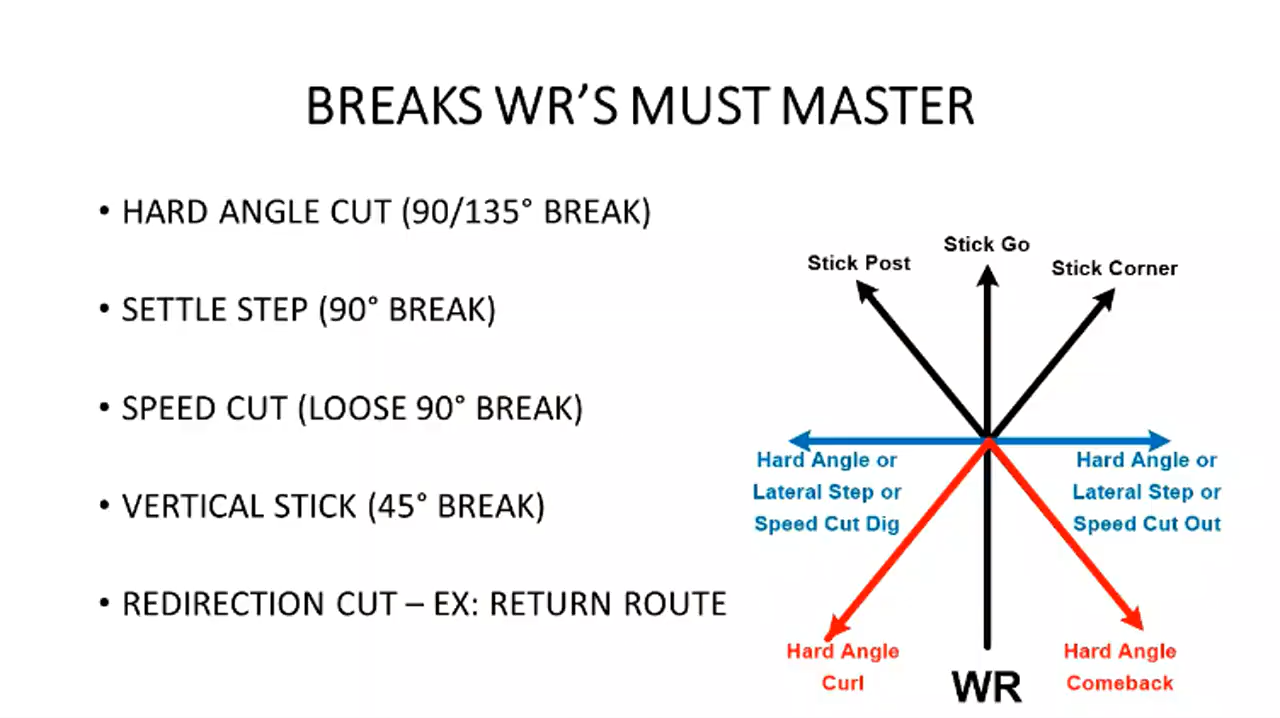 BREAKS WR'S MUST MASTER
• HARD ANGLE CUT (90/135° BREAK)
• SETTLE STEP (90° BREAK)
• SPEED CUT (LOOSE 90° BREAK)
• VERTICAL STICK (45° BREAK)
• REDIRECTION CUT – EX: RETURN ROUTE
Stick Post
Stick Go
Stick Corner
Hard Angle or
Lateral Step or
Speed Cut Dig
Hard Angle or
Lateral Step or
Speed Cut Out
Hard Angle
Curl
WR
Hard Angle
Comeback